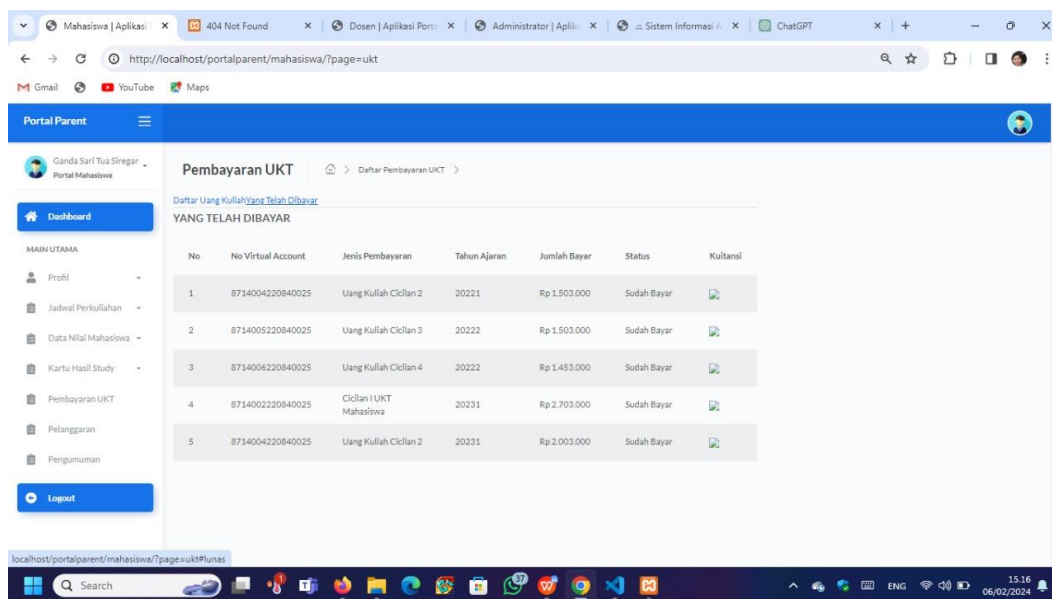 Mahasiswa | Aplikasi
404 Not Found
Dosen | Aplikasi Port
Administrator | Aplik
Sistem Informasi A
ChatGPT
http://localhost/portalparent/mahasiswa/?page=ukt
Gmail
YouTube
Maps
Portal Parent
Ganda Sari Tua Siregar
Portal Mahasiswa
Dashboard
MAIN UTAMA
Profil
Jadwal Perkuliahan
Data Nilai Mahasiswa
Kartu Hasil Study
Pembayaran UKT
Pelanggaran
Pengumuman
Logout
Pembayaran UKT > Daftar Pembayaran UKT >
Daftar Uang KuliahYang Telah Dibayar
YANG TELAH DIBAYAR
No No Virtual Account Jenis Pembayaran Tahun Ajaran Jumlah Bayar Status Kuitansi
1 8714004220840025 Uang Kuliah Cicilan 2 20221 Rp 1.503.000 Sudah Bayar
2 8714005220840025 Uang Kuliah Cicilan 3 20222 Rp 1.503.000 Sudah Bayar
3 8714006220840025 Uang Kuliah Cicilan 4 20222 Rp 1.453.000 Sudah Bayar
4 8714002220840025 Cicilan I UKT Mahasiswa 20231 Rp 2.703.000 Sudah Bayar
5 8714004220840025 Uang Kuliah Cicilan 2 20231 Rp 2.003.000 Sudah Bayar
localhost/portalparent/mahasiswa/?page=ukt#lunas
Search
37
ENG
15.16
06/02/2024